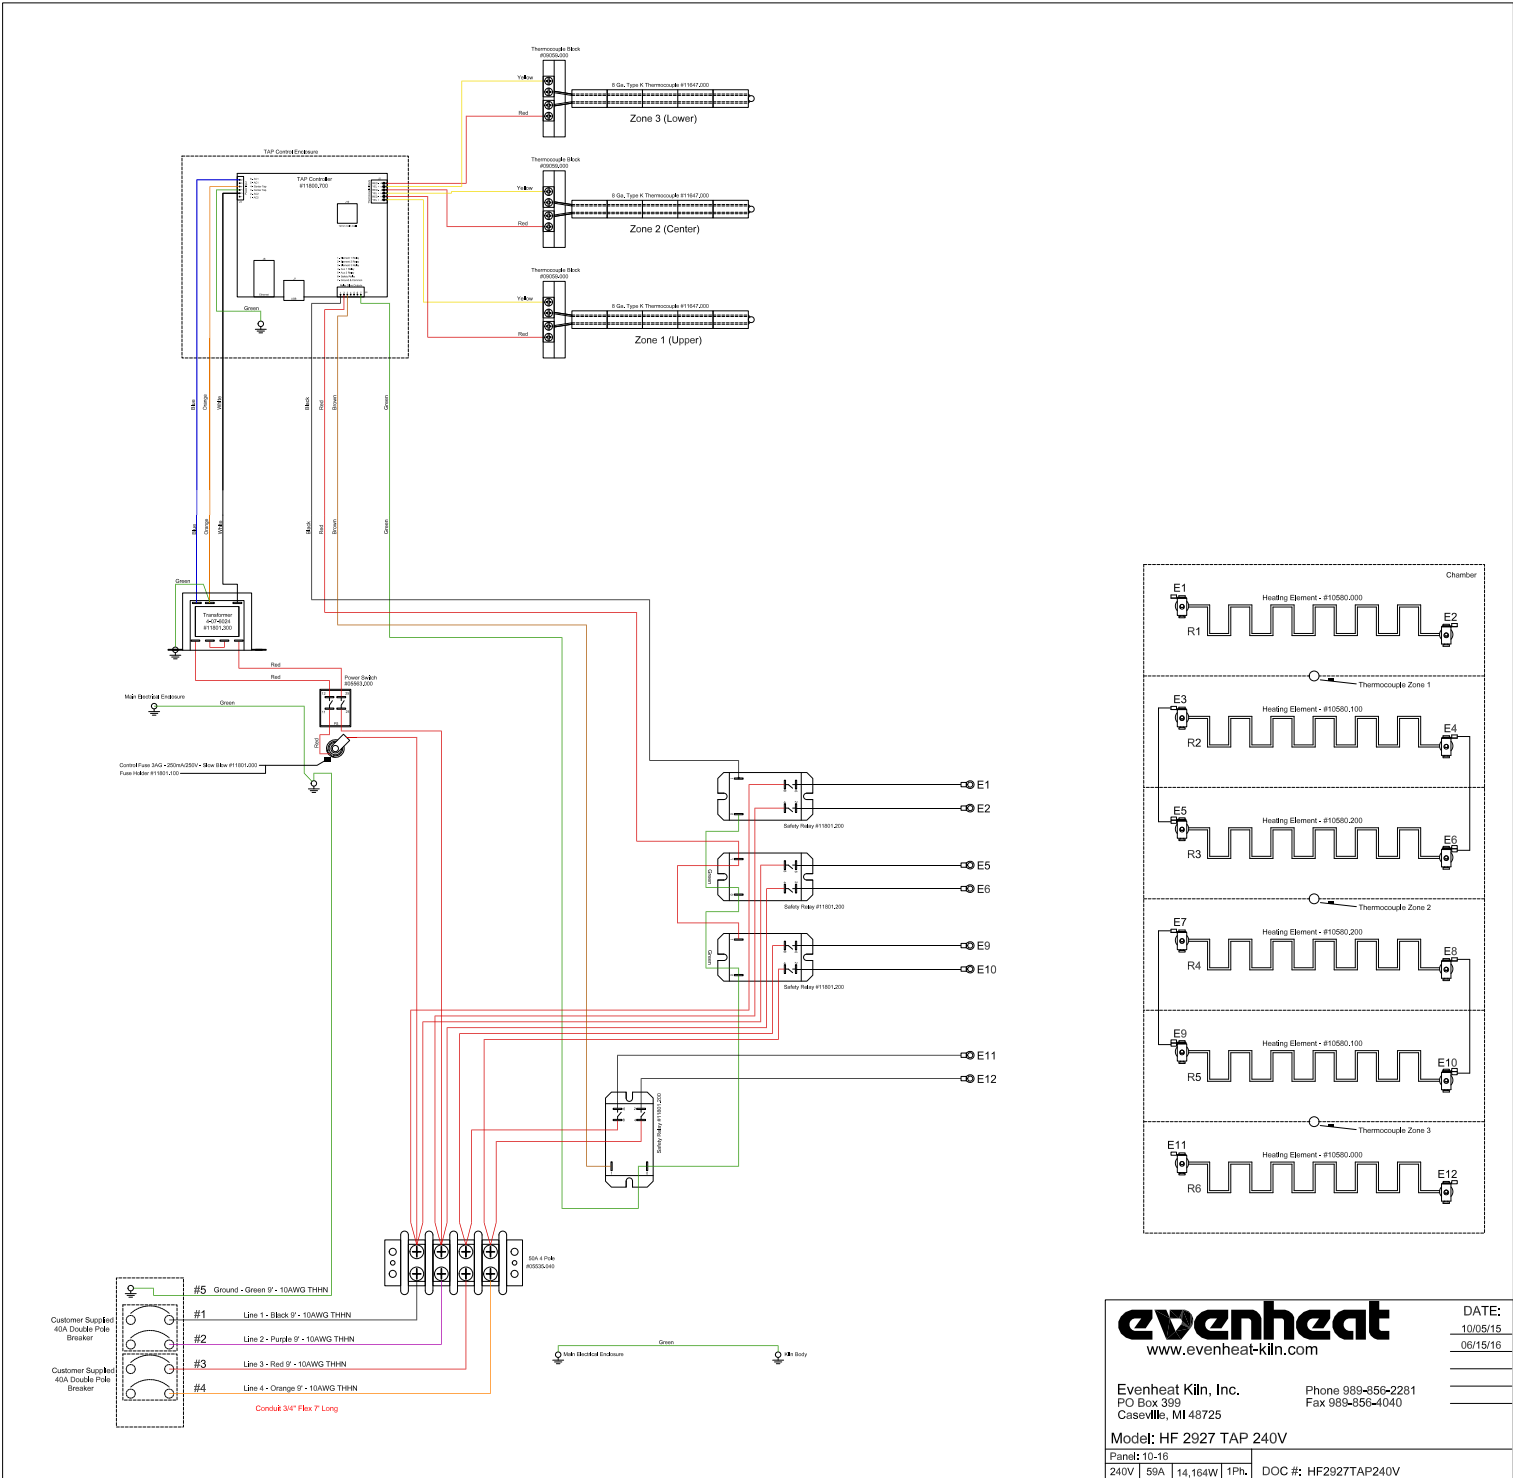 Thermocouple Block
#09059.000
Yellow
8 Ga. Type K Thermocouple #11647.000
Red
Zone 3 (Lower)
TAP Control Enclosure
TAP Controller
#11800.700
Thermocouple Block
#09059.000
Yellow
8 Ga. Type K Thermocouple #11647.000
Red
Zone 2 (Center)
Thermocouple Block
#09059.000
Yellow
8 Ga. Type K Thermocouple #11647.000
Red
Zone 1 (Upper)
Green
Blue
Orange
White
Black
Red
Brown
Green
Blue
Orange
White
Black
Red
Brown
Green
Green
Transformer
4-07-6024
#11801.300
Red
Red
Power Switch
#05563.000
Main Electrical Enclosure
Green
Red
Control Fuse 3AG - 250mA/250V - Slow Blow #11801.000
Fuse Holder #11801.100
E1
E2
Safety Relay #11801.200
Green
E5
E6
Safety Relay #11801.200
Green
E9
E10
Safety Relay #11801.200
E11
E12
Safety Relay #11801.200
50A 4 Pole
#05535.040
#5 Ground - Green 9' - 10AWG THHN
#1 Line 1 - Black 9' - 10AWG THHN
Customer Supplied
40A Double Pole
Breaker
#2 Line 2 - Purple 9' - 10AWG THHN
#3 Line 3 - Red 9' - 10AWG THHN
Customer Supplied
40A Double Pole
Breaker
#4 Line 4 - Orange 9' - 10AWG THHN
Conduit 3/4" Flex 7' Long
Green
Main Electrical Enclosure
Kiln Body
Chamber
E1
Heating Element - #10580.000
E2
R1
Thermocouple Zone 1
E3
Heating Element - #10580.100
E4
R2
E5
Heating Element - #10580.200
E6
R3
Thermocouple Zone 2
E7
Heating Element - #10580.200
E8
R4
E9
Heating Element - #10580.100
E10
R5
Thermocouple Zone 3
E11
Heating Element - #10580.000
E12
R6
evenheat
www.evenheat-kiln.com
DATE:
10/05/15
06/15/16
Evenheat Kiln, Inc.
PO Box 399
Caseville, MI 48725
Phone 989-856-2281
Fax 989-856-4040
Model: HF 2927 TAP 240V
Panel: 10-16
240V 59A 14,164W 1Ph.
DOC #: HF2927TAP240V